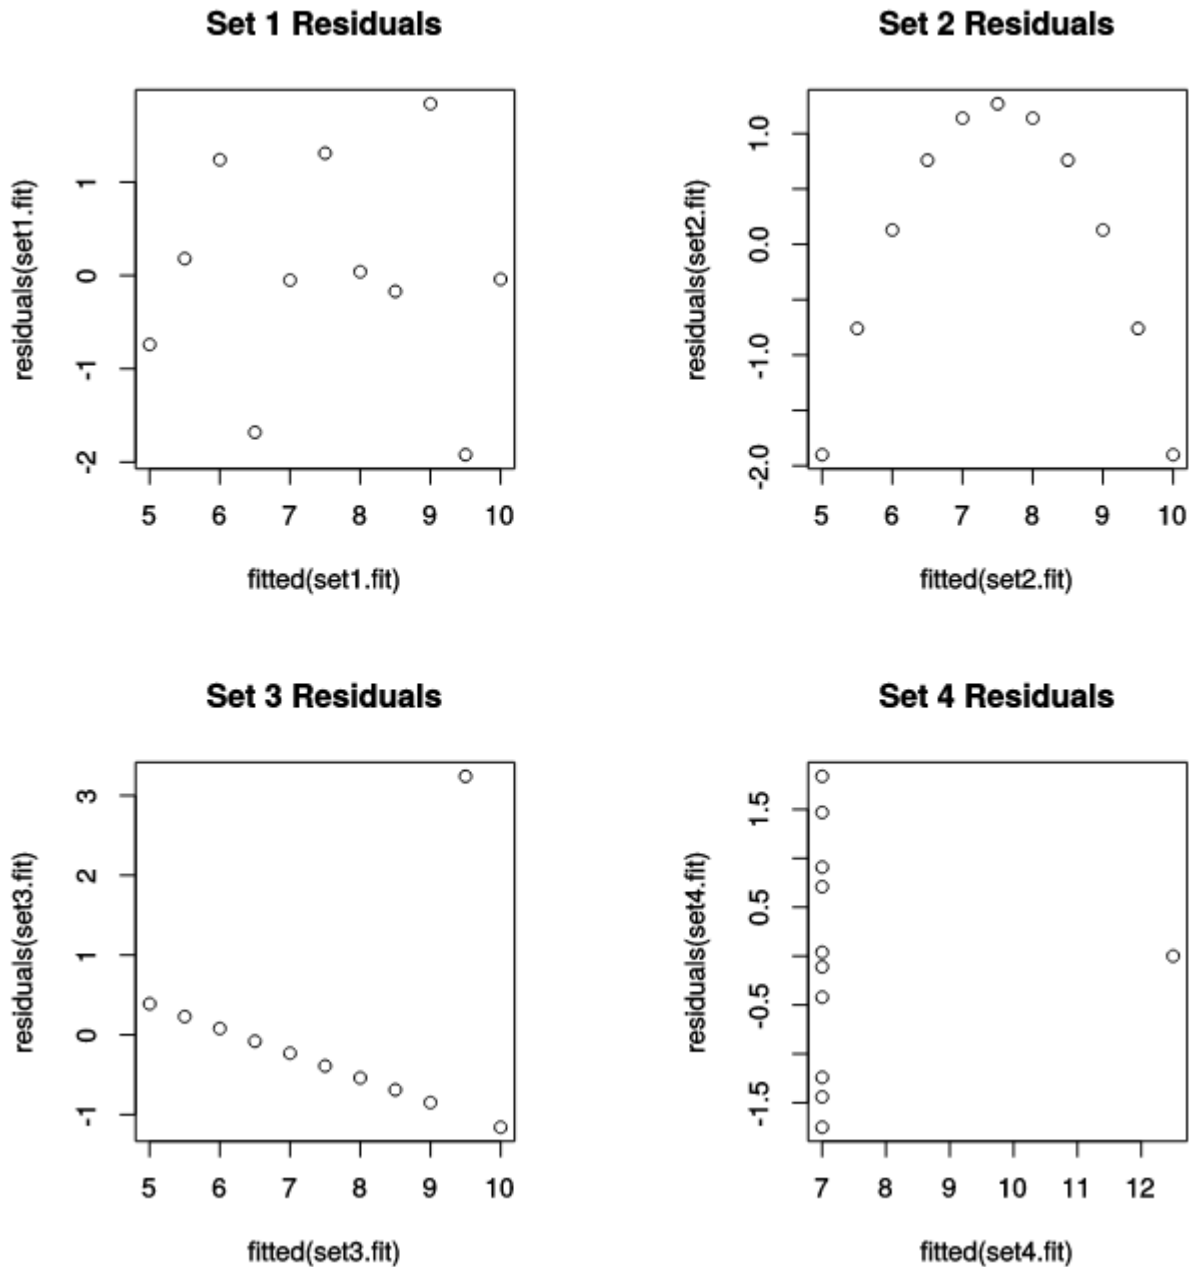 Set 1 Residuals
residuals(set1.fit)
1
0
-1
-2
5 6 7 8 9 10
fitted(set1.fit)
Set 2 Residuals
residuals(set2.fit)
1.0
0.0
-1.0
-2.0
5 6 7 8 9 10
fitted(set2.fit)
Set 3 Residuals
residuals(set3.fit)
3
2
1
0
-1
5 6 7 8 9 10
fitted(set3.fit)
Set 4 Residuals
residuals(set4.fit)
1.5
0.5
-0.5
-1.5
7 8 9 10 11 12
fitted(set4.fit)